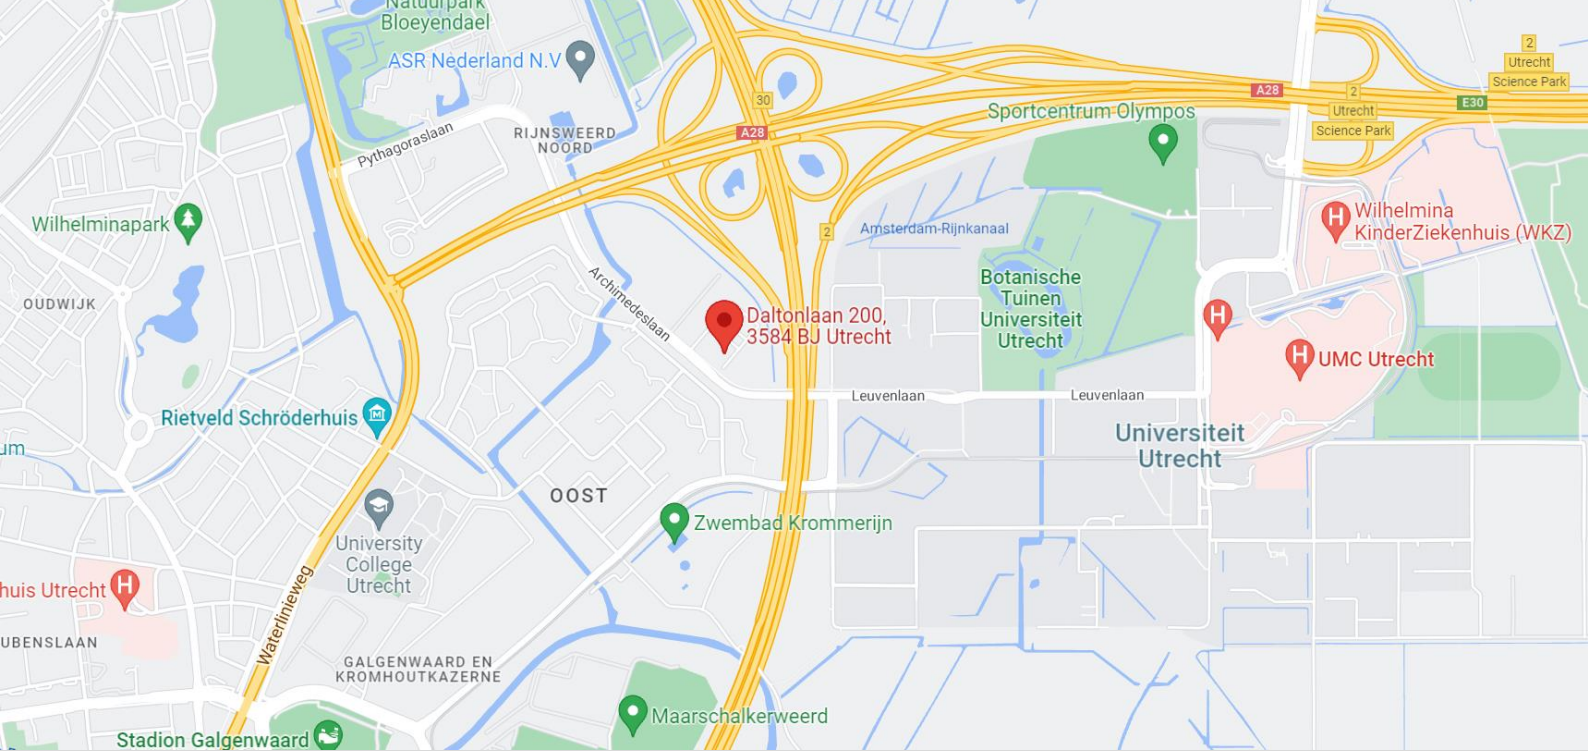 Natuurpark
Bloeyendael
ASR Nederland N.V
2
Utrecht
Science Park
A28
2
Utrecht
Science Park
E30
30
Sportcentrum Olympos
A28
Pythagoraslaan
RIJNSWEERD
NOORD
Wilhelminapark
2
Amsterdam-Rijnkanaal
Wilhelmina
KinderZiekenhuis (WKZ)
H
OUDWIJK
Archimedeslaan
Botanische
Tuinen
Universiteit
Utrecht
Daltonlaan 200,
3584 BJ Utrecht
H
H
UMC Utrecht
Leuvenlaan
Leuvenlaan
Rietveld Schröderhuis
um
Universiteit
Utrecht
OOST
Zwembad Krommerijn
University
College
Utrecht
huis Utrecht
H
Waterlinieweg
UBENSLAAN
GALGENWAARD EN
KROMHOUTKAZERNE
Maarschalkerweerd
Stadion Galgenwaard